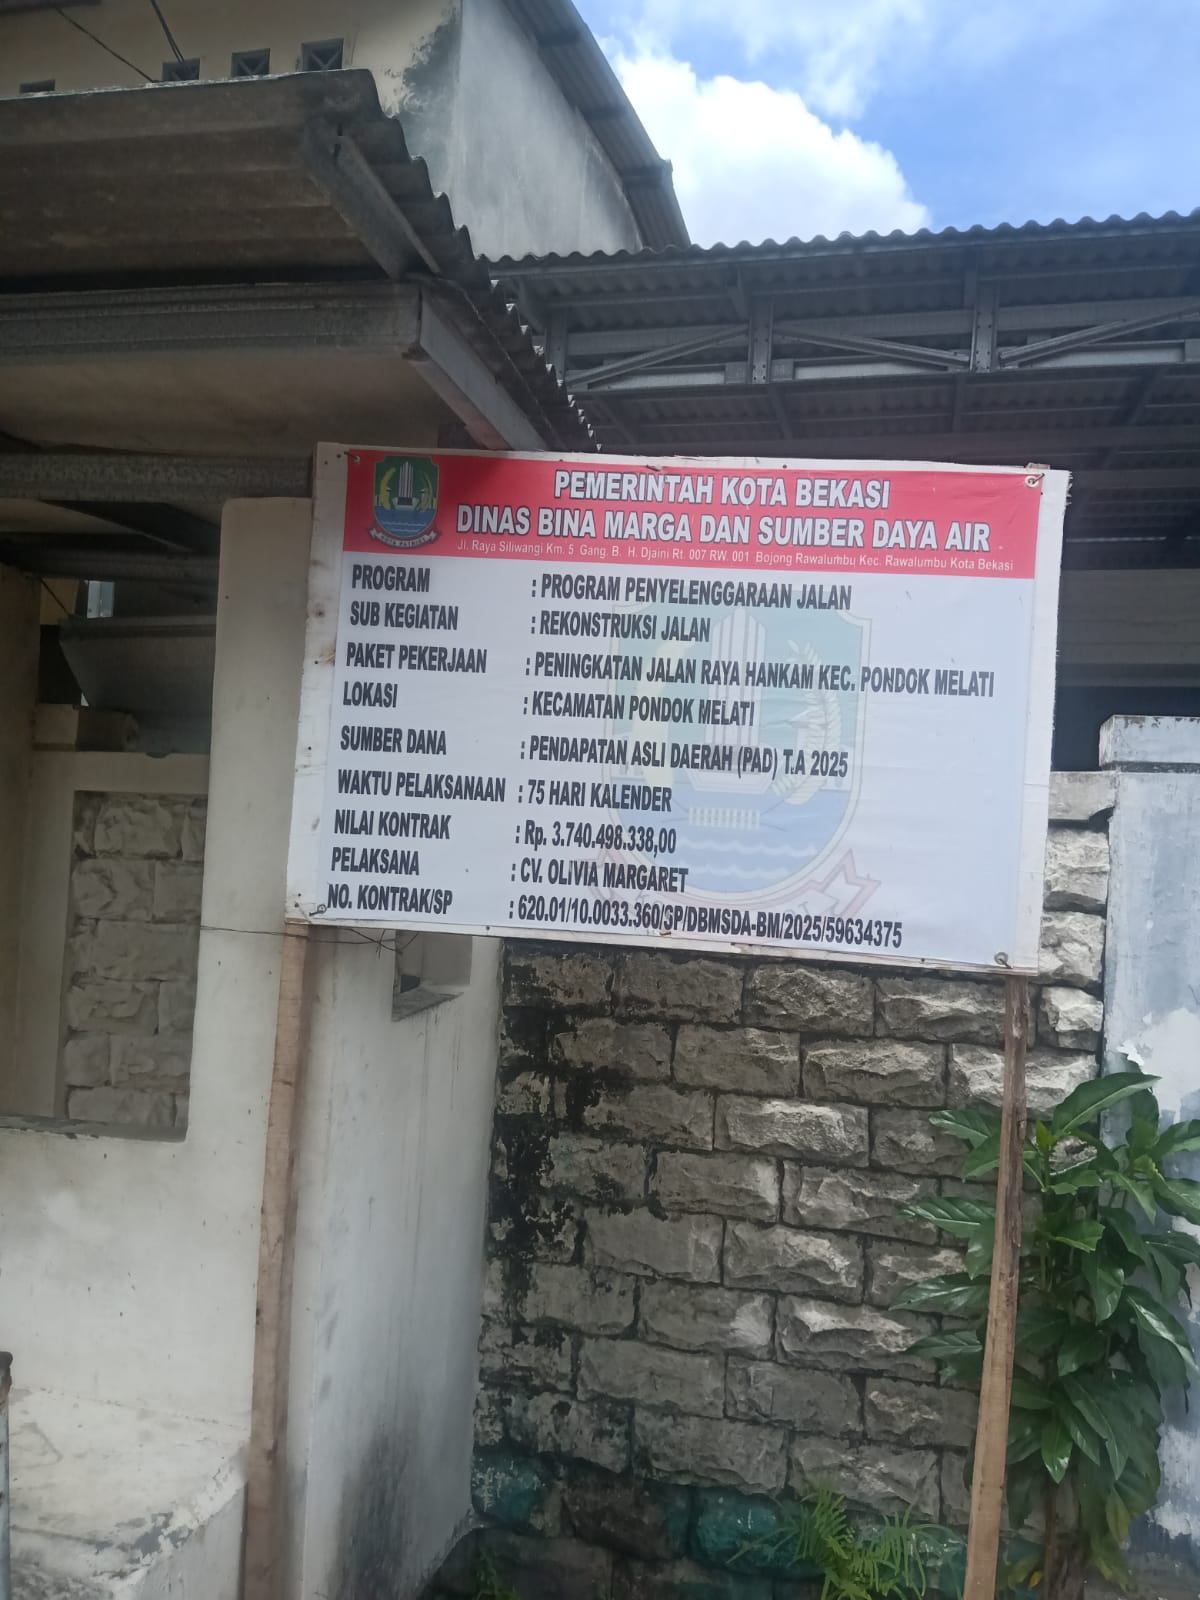 PEMERINTAH KOTA BEKASI
DINAS BINA MARGA DAN SUMBER DAYA AIR
Jl. Raya Siliwangi Km. 5 Gang. B. H. Djaini Rt. 007 RW. 001 Bojong Rawalumbu Kec. Rawalumbu Kota Bekasi
KOTA PATRIOT
PROGRAM : PROGRAM PENYELENGGARAAN JALAN
SUB KEGIATAN : REKONSTRUKSI JALAN
PAKET PEKERJAAN : PENINGKATAN JALAN RAYA HANKAM KEC. PONDOK MELATI
LOKASI : KECAMATAN PONDOK MELATI
SUMBER DANA : PENDAPATAN ASLI DAERAH (PAD) T.A 2025
WAKTU PELAKSANAAN : 75 HARI KALENDER
NILAI KONTRAK : Rp. 3.740.498.338,00
PELAKSANA : CV. OLIVIA MARGARET
NO. KONTRAK/SP : 620.01/10.0033.360/SP/DBMSDA-BM/2025/59634375